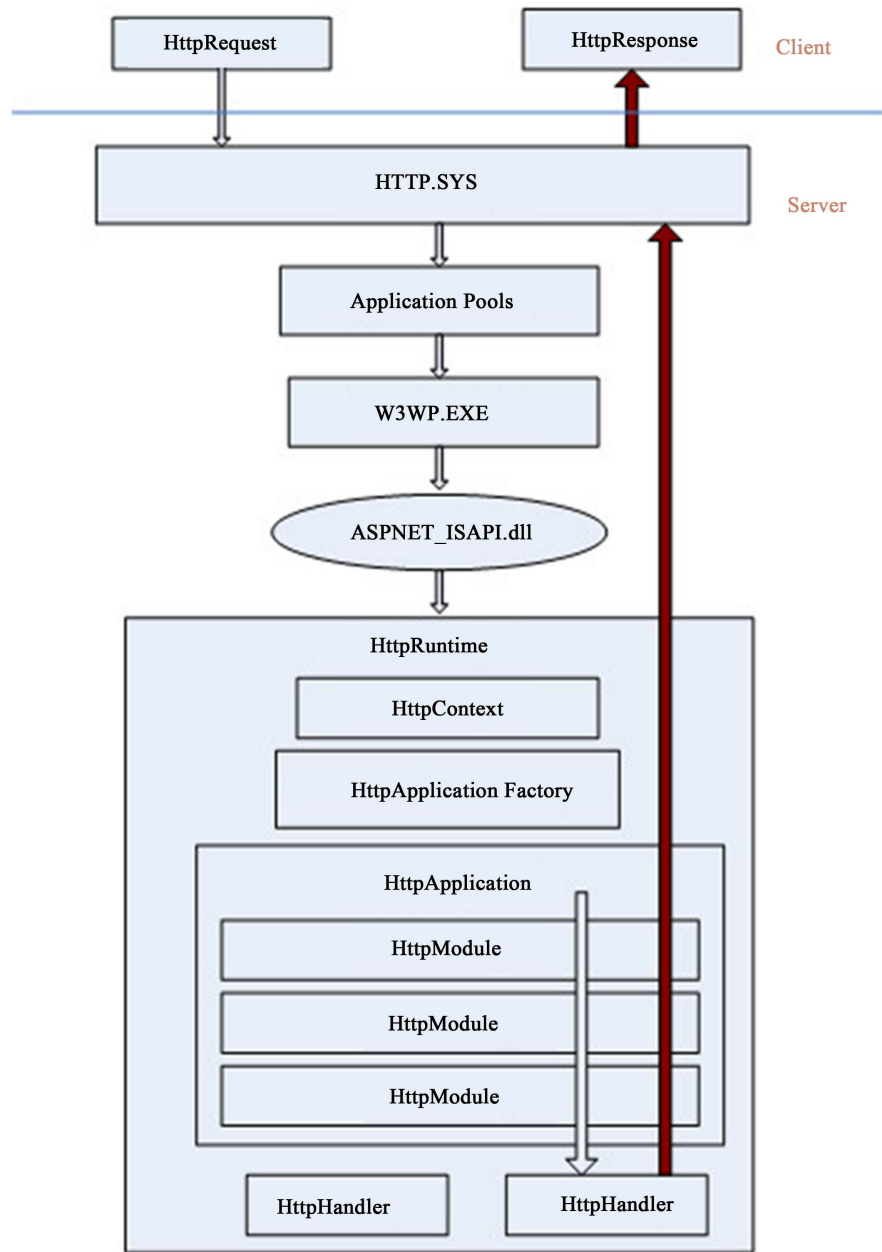 HttpRequest
HttpResponse
Client
HTTP.SYS
Server
Application Pools
W3WP.EXE
ASPNET_ISAPI.dll
HttpRuntime
HttpContext
HttpApplication Factory
HttpApplication
HttpModule
HttpModule
HttpModule
HttpHandler
HttpHandler